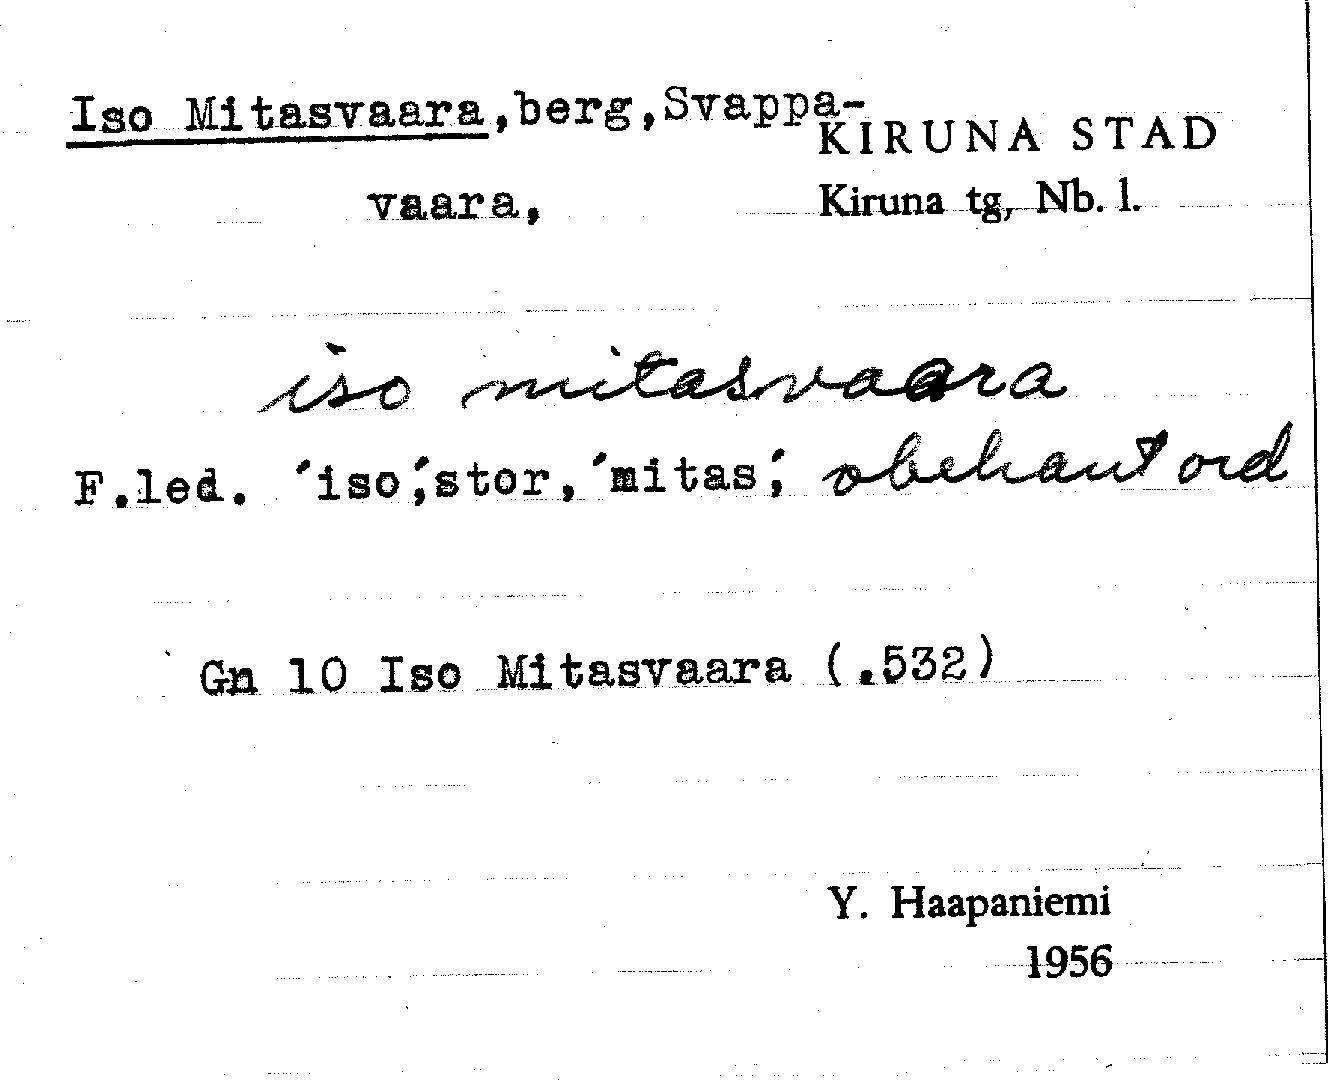 Iso Mitasvaara,berg,Svappa-
KIRUNA STAD
vaara,
Kiruna tg, Nb. l.
iso mitasvaara
F.led. ´iso´,stor,´mitas´, obekant ord
Gn 10 Iso Mitasvaara (.532)
Y. Haapaniemi
1956